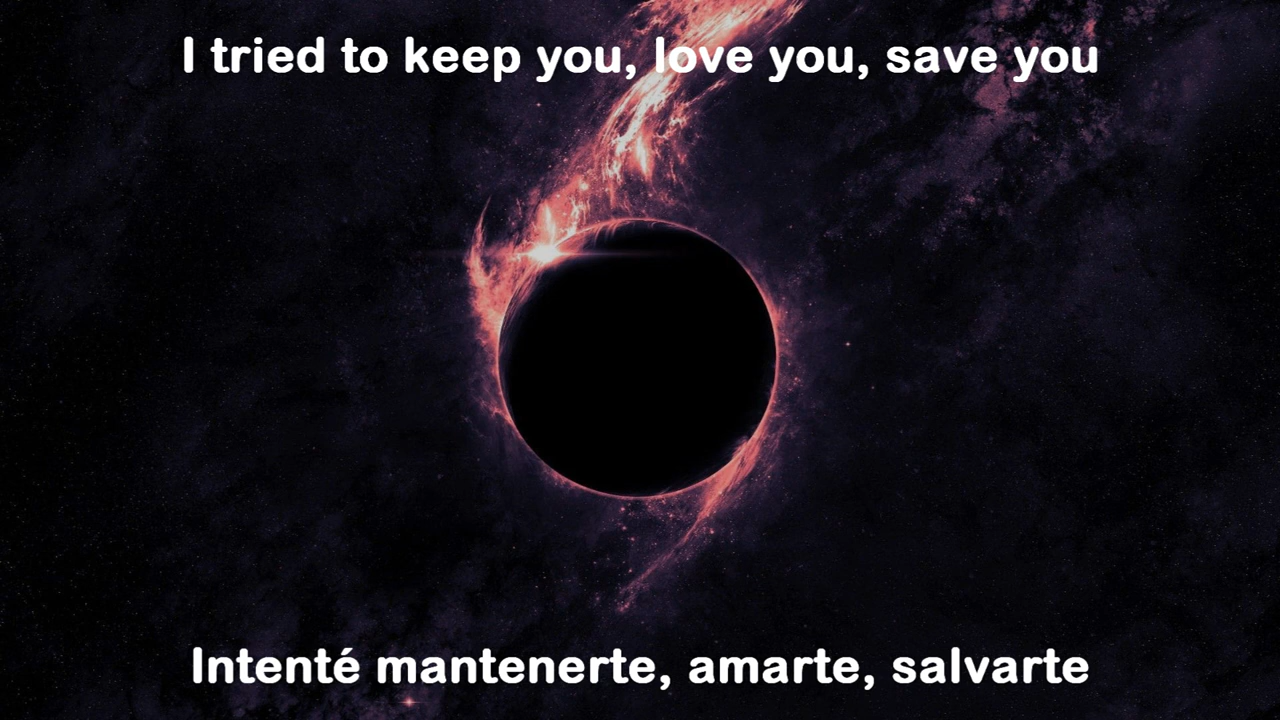 I tried to keep you, love you, save you
Intenté mantenerte, amarte, salvarte